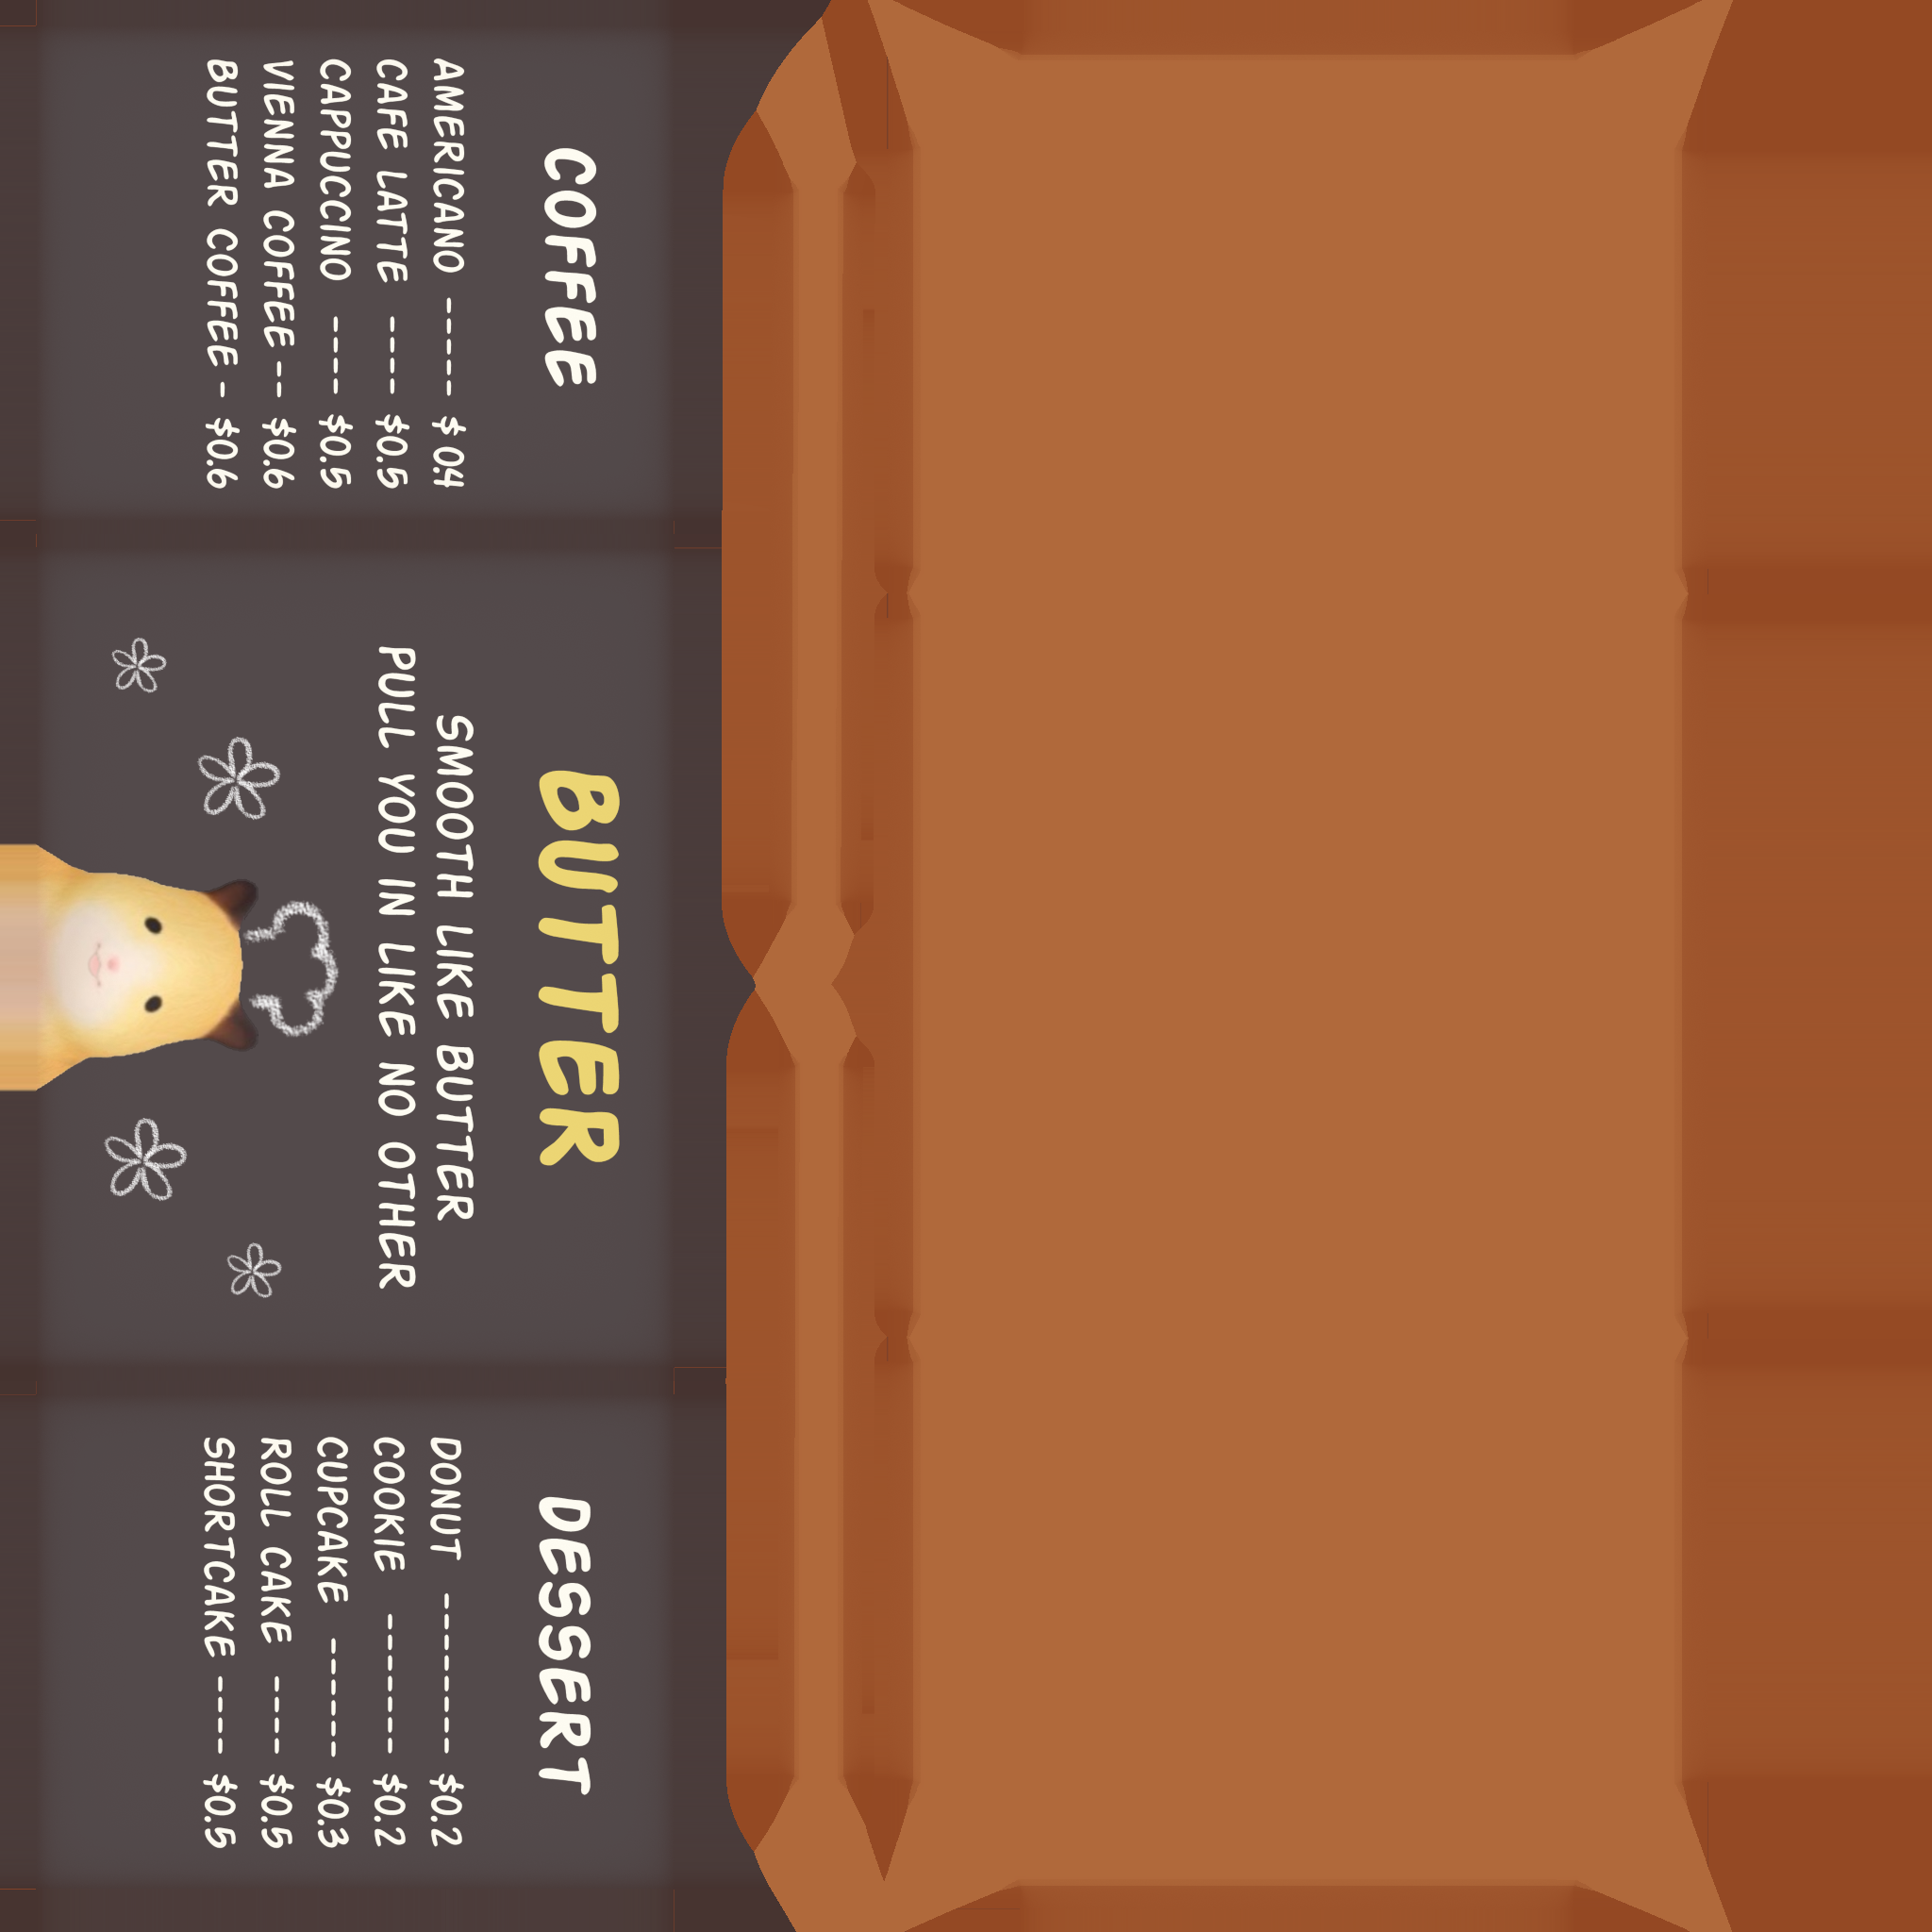 COFFEE
AMERICANO ----- $ 0.4
CAFE LATTE ---- $0.5
CAPPUCCINO ---- $0.5
VIENNA COFFEE -- $0.6
BUTTER COFFEE - $0.6
BUTTER
SMOOTH LIKE BUTTER
PULL YOU IN LIKE NO OTHER
DESSERT
DONUT -------- $0.2
COOKIE ------- $0.2
CUPCAKE ------ $0.3
ROLL CAKE ---- $0.5
SHORTCAKE ---- $0.5